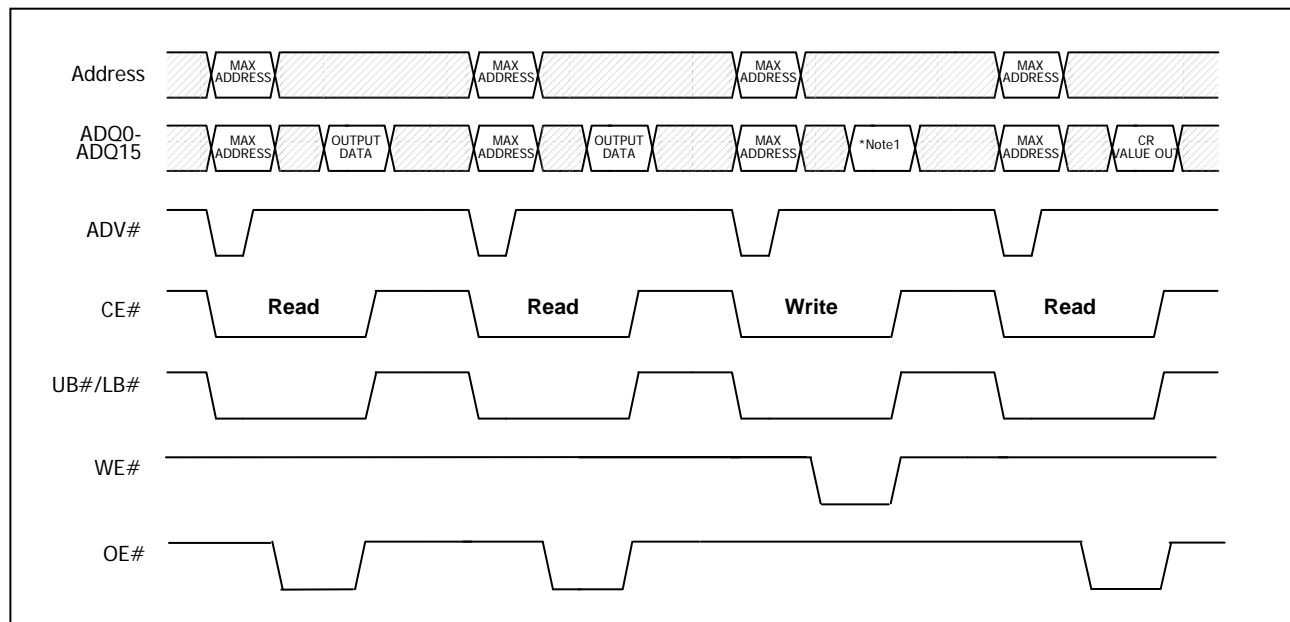 Address
MAX
ADDRESS
MAX
ADDRESS
MAX
ADDRESS
MAX
ADDRESS
ADQ0-
ADQ15
MAX
ADDRESS
OUTPUT
DATA
MAX
ADDRESS
OUTPUT
DATA
MAX
ADDRESS
*Note1
MAX
ADDRESS
CR
VALUE OUT
ADV#
CE#
Read
Read
Write
Read
UB#/LB#
WE#
OE#